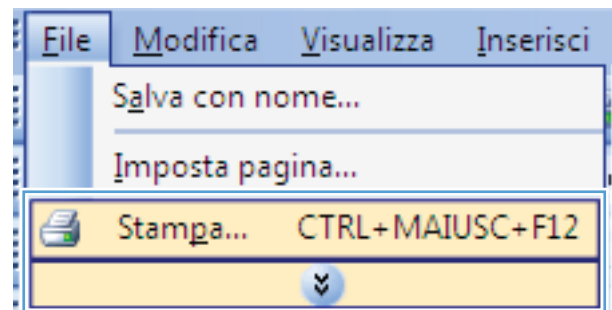 File Modifica Visualizza Inserisci
Salva con nome...
Imposta pagina...
Stampa... CTRL+MAIUSC+F12